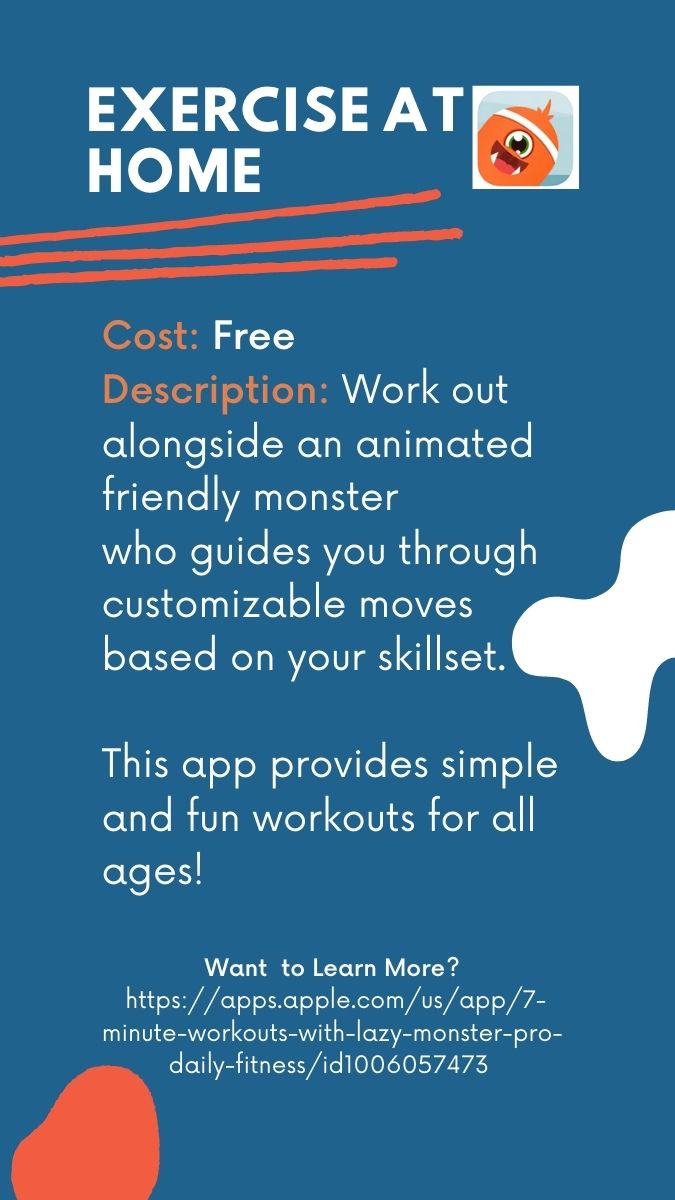 EXERCISE AT
HOME
Cost: Free
Description: Work out
alongside an animated
friendly monster
who guides you through
customizable moves
based on your skillset.
This app provides simple
and fun workouts for all
ages!
Want  to Learn More?
https://apps.apple.com/us/app/7-
minute-workouts-with-lazy-monster-pro-
daily-fitness/id1006057473